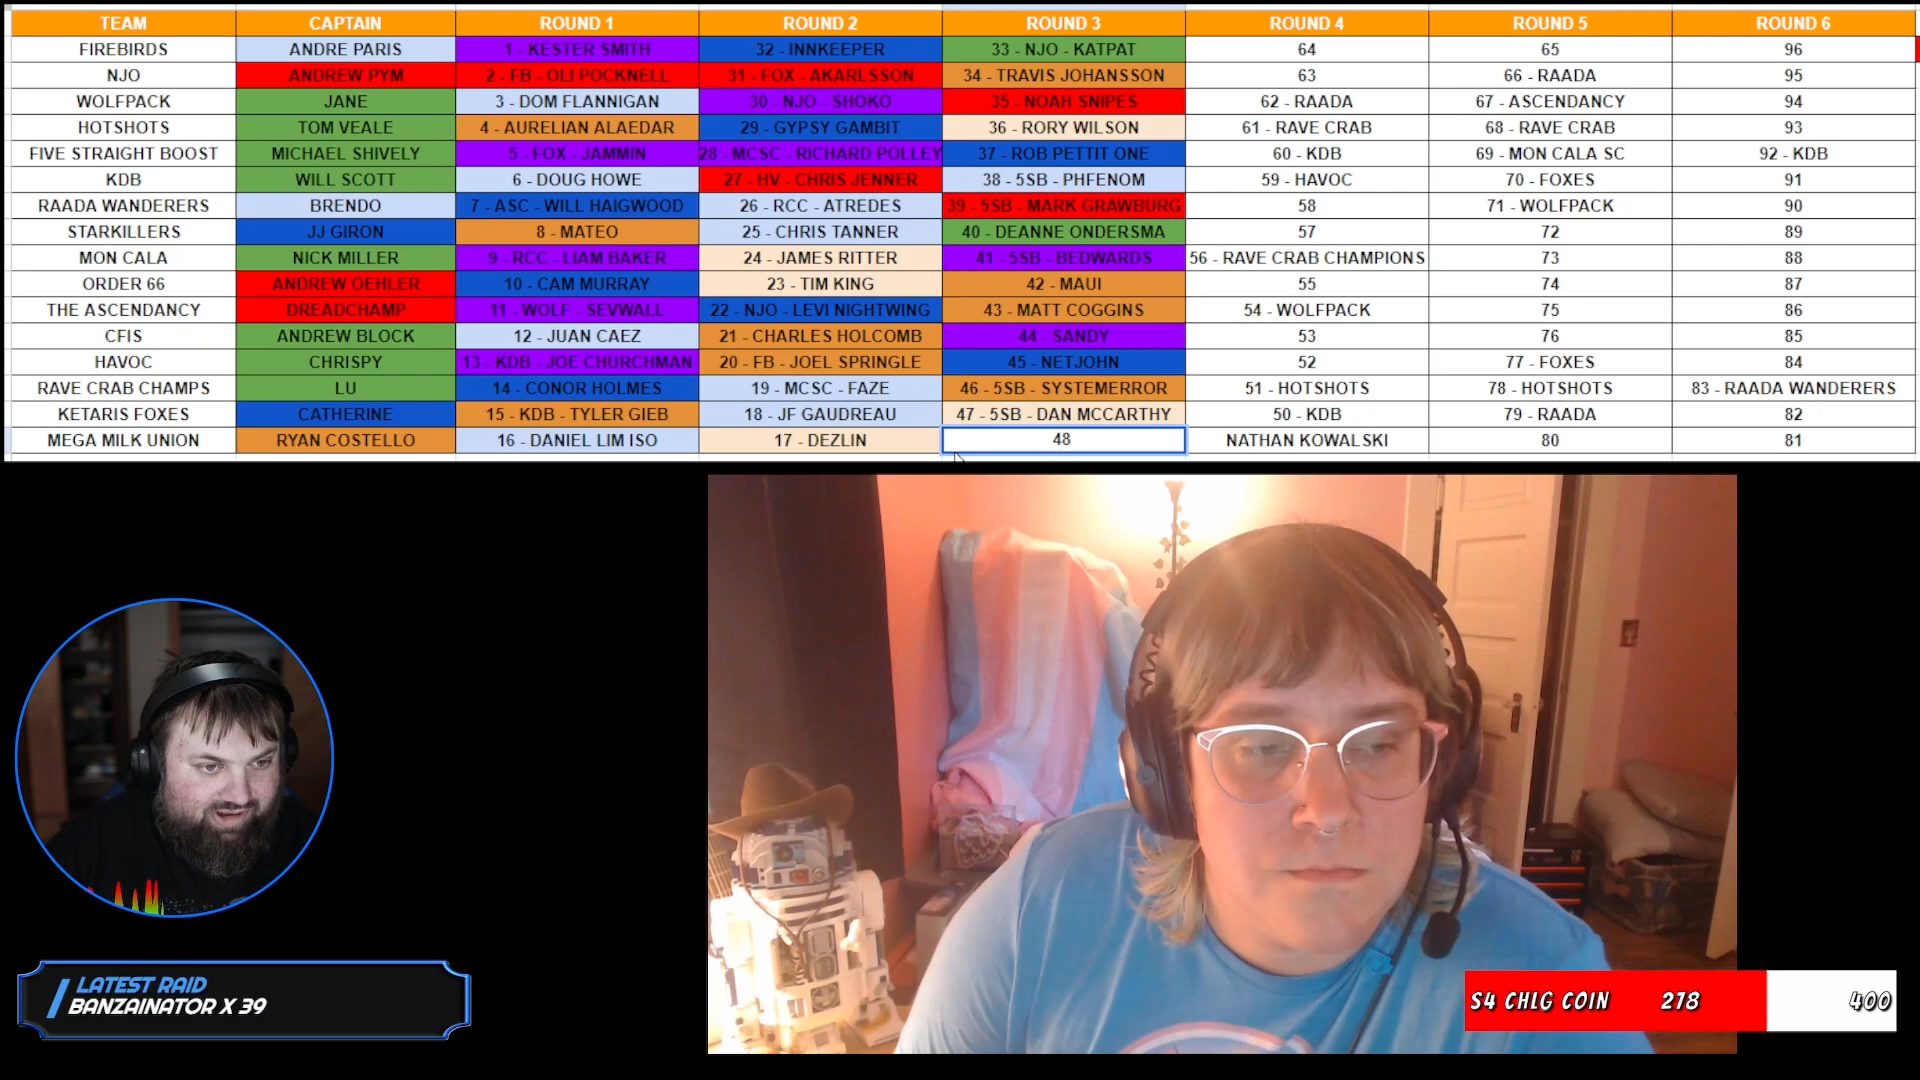 TEAM CAPTAIN ROUND 1 ROUND 2 ROUND 3 ROUND 4 ROUND 5 ROUND 6
FIREBIRDS ANDRE PARIS 1 - KESTER SMITH 32 - INNKEEPER 33 - NJO - KATPAT 64 65 96
NJO ANDREW PYM 2 - FB - OLI POCKNELL 31 - FOX - AKARLSSON 34 - TRAVIS JOHANSSON 63 66 - RAADA 95
WOLFPACK JANE 3 - DOM FLANNIGAN 30 - NJO - SHOKO 35 - NOAH SNIPES 62 - RAADA 67 - ASCENDANCY 94
HOTSHOTS TOM VEALE 4 - AURELIAN ALAEDAR 29 - GYPSY GAMBIT 36 - RORY WILSON 61 - RAVE CRAB 68 - RAVE CRAB 93
FIVE STRAIGHT BOOST MICHAEL SHIVELY 5 - FOX - JAMMIN 28 - MCSC - RICHARD POLLEY 37 - ROB PETTIT ONE 60 - KDB 69 - MON CALA SC 92 - KDB
KDB WILL SCOTT 6 - DOUG HOWE 27 - HV - CHRIS JENNER 38 - 5SB - PHFENOM 59 - HAVOC 70 - FOXES 91
RAADA WANDERERS BRENDO 7 - ASC - WILL HAIGWOOD 26 - RCC - ATREDES 39 - 5SB - MARK GRAWBURG 58 71 - WOLFPACK 90
STARKILLERS JJ GIRON 8 - MATEO 25 - CHRIS TANNER 40 - DEANNE ONDERSMA 57 72 89
MON CALA NICK MILLER 9 - RCC - LIAM BAKER 24 - JAMES RITTER 41 - 5SB - BEDWARDS 56 - RAVE CRAB CHAMPIONS 73 88
ORDER 66 ANDREW OEHLER 10 - CAM MURRAY 23 - TIM KING 42 - MAUI 55 74 87
THE ASCENDANCY DREADCHAMP 11 - WOLF - SEVWALL 22 - NJO - LEVI NIGHTWING 43 - MATT COGGINS 54 - WOLFPACK 75 86
CFIS ANDREW BLOCK 12 - JUAN CAEZ 21 - CHARLES HOLCOMB 44 - SANDY 53 76 85
HAVOC CHRISPY 13 - KDB - JOE CHURCHMAN 20 - FB - JOEL SPRINGLE 45 - NETJOHN 52 77 - FOXES 84
RAVE CRAB CHAMPS LU 14 - CONOR HOLMES 19 - MCSC - FAZE 46 - 5SB - SYSTEMERROR 51 - HOTSHOTS 78 - HOTSHOTS 83 - RAADA WANDERERS
KETARIS FOXES CATHERINE 15 - KDB - TYLER GIEB 18 - JF GAUDREAU 47 - 5SB - DAN MCCARTHY 50 - KDB 79 - RAADA 82
MEGA MILK UNION RYAN COSTELLO 16 - DANIEL LIM ISO 17 - DEZLIN 48 NATHAN KOWALSKI 80 81
LATEST RAID
BANZAINATOR X 39
S4 CHLG COIN 278 400